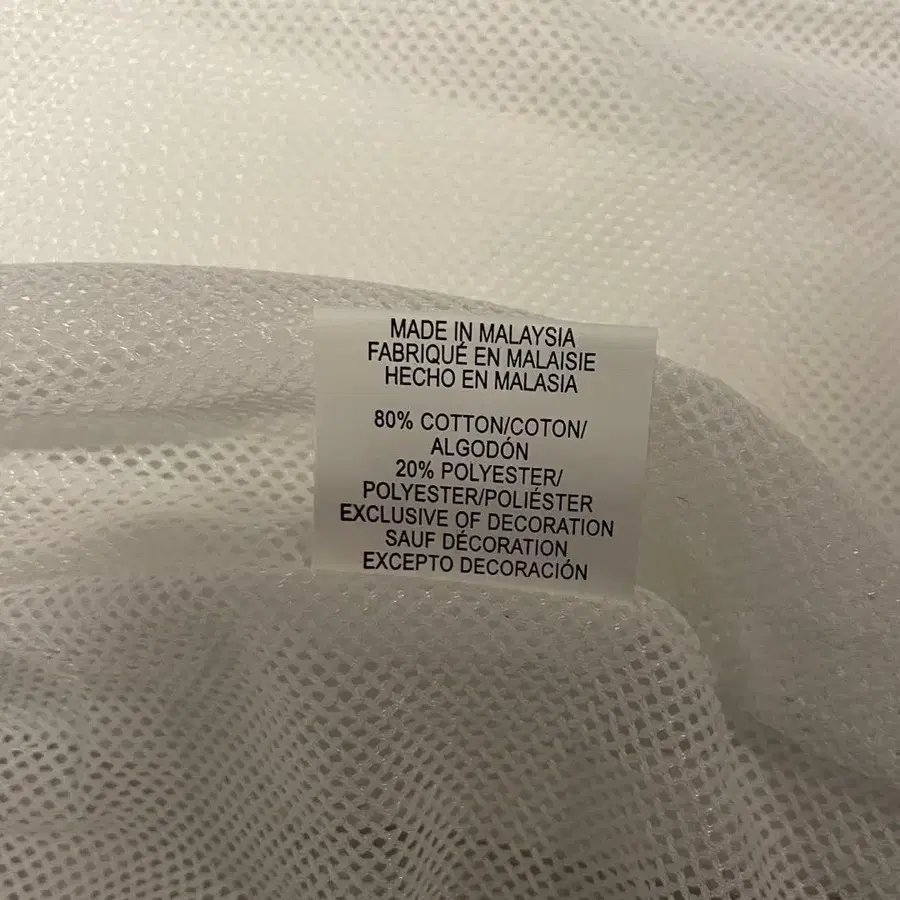 MADE IN MALAYSIA
FABRIQUÉ EN MALAISIE
HECHO EN MALASIA
80% COTTON/COTON/
ALGODÓN
20% POLYESTER/
POLYESTER/POLIÉSTER
EXCLUSIVE OF DECORATION
SAUF DÉCORATION
EXCEPTO DECORACIÓN